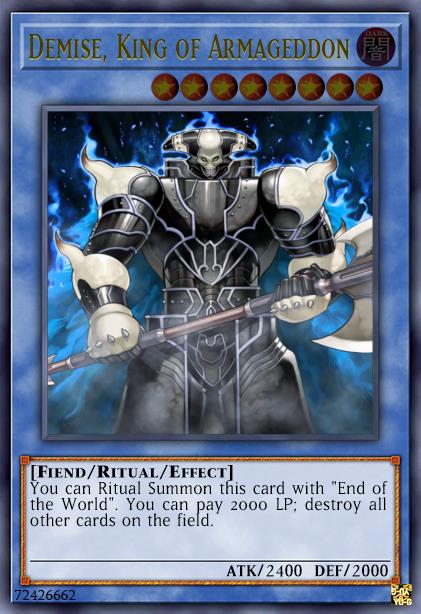 DEMISE, KING OF ARMAGEDDON
DARK
闇
[FIEND/RITUAL/EFFECT]
You can Ritual Summon this card with "End of
the World". You can pay 2000 LP; destroy all
other cards on the field.
ATK/2400 DEF/2000
72426662